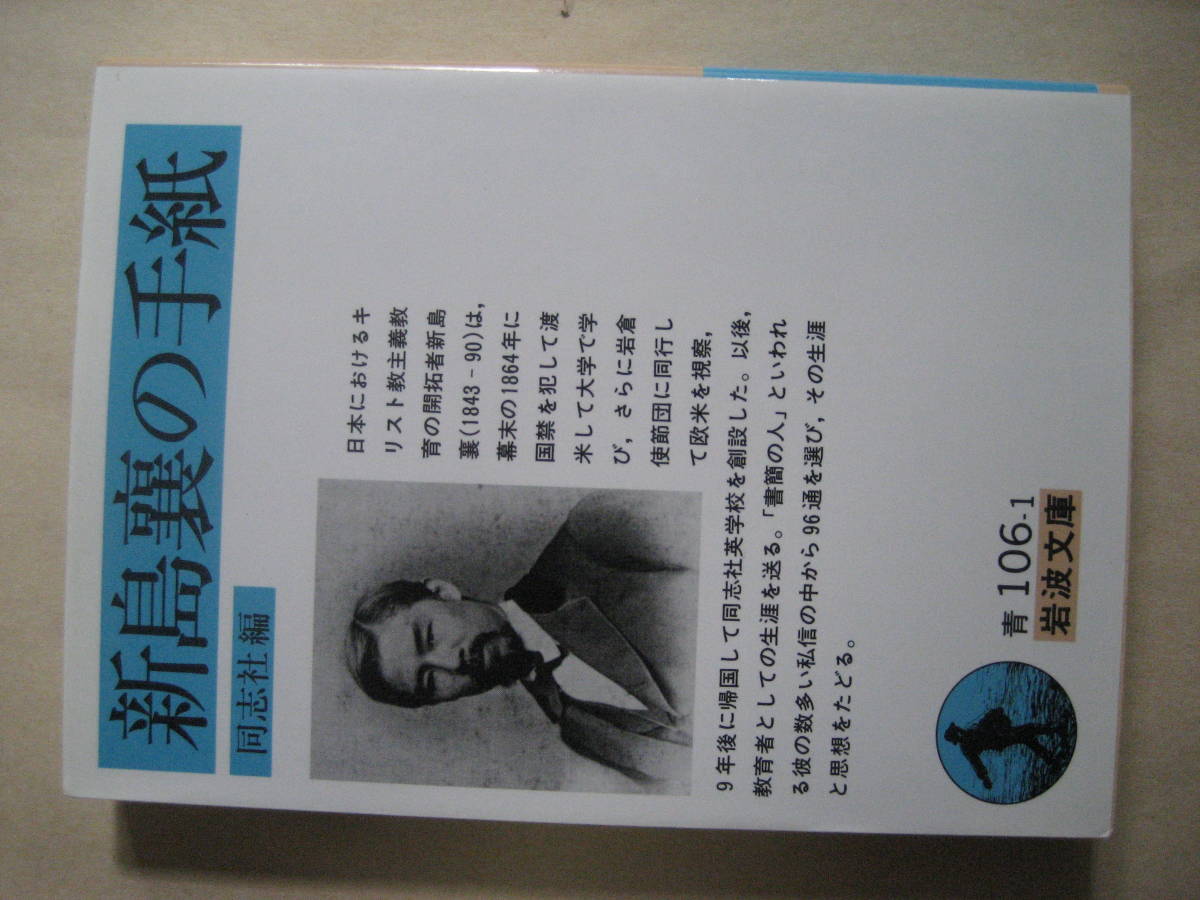 新島襄の手紙
同志社編
日本におけるキ
リスト教主義教
育の開拓者新島
襄(1843‐90)は,
幕末の1864年に
国禁を犯して渡
米して大学で学
び,さらに岩倉
使節団に同行し
て欧米を視察,
9年後に帰国して同志社英学校を創設した。以後,
教育者としての生涯を送る。「書簡の人」といわれ
る彼の数多い私信の中から96通を選び,その生涯
と思想をたどる。
青106-1
岩波文庫